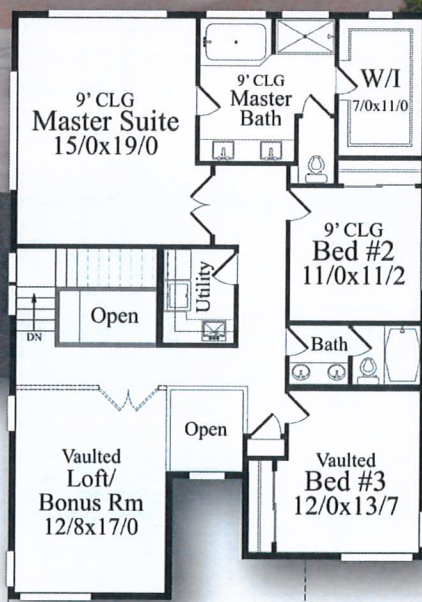 9' CLG
Master Suite
15/0x19/0
9' CLG
Master
Bath
W/I
7/0x11/0
9' CLG
Bed #2
11/0x11/2
Utility
Open
DN
Bath
Open
Vaulted
Loft/
Bonus Rm
12/8x17/0
Vaulted
Bed #3
12/0x13/7